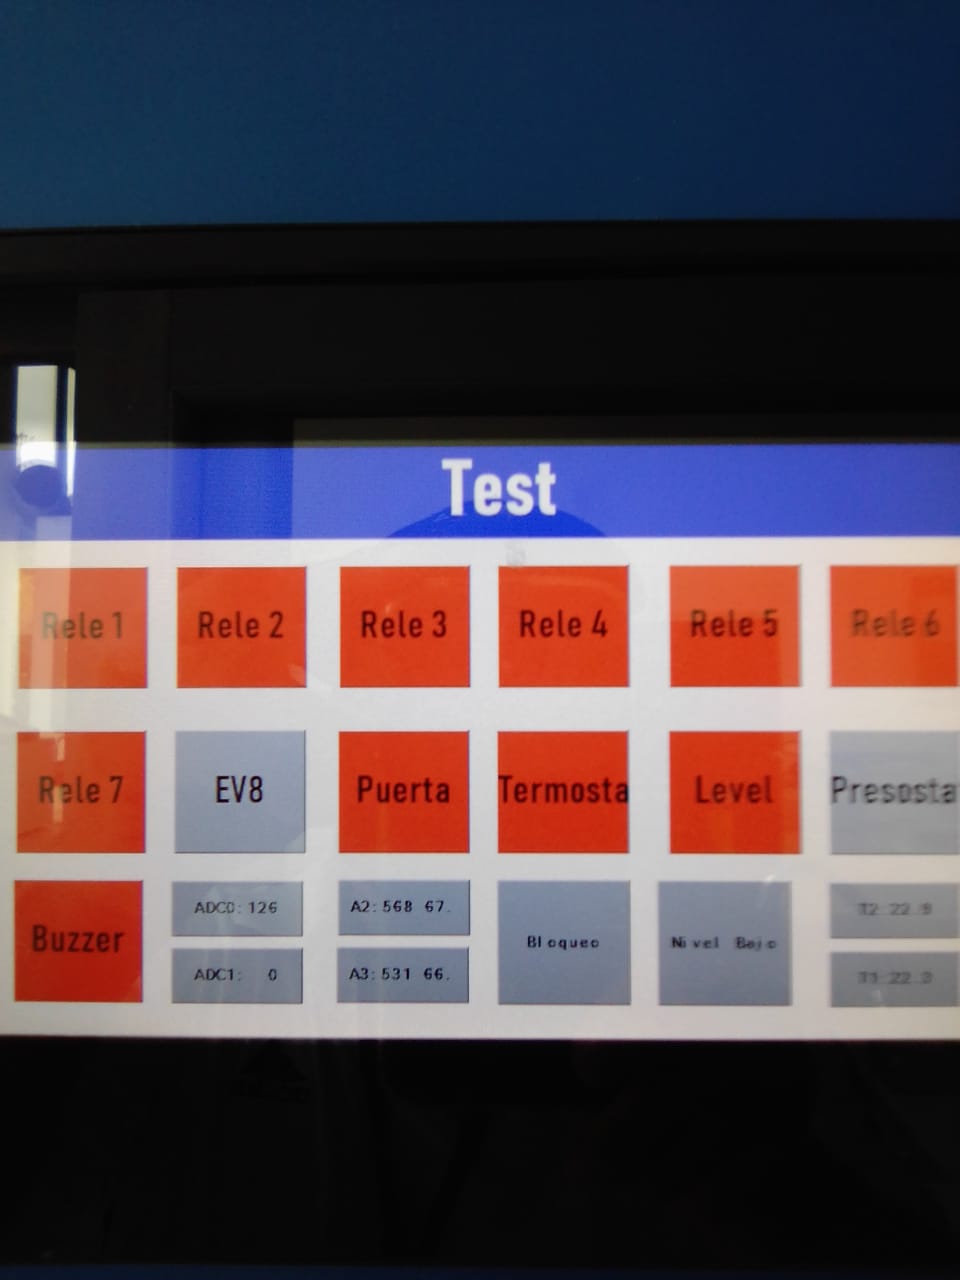 Test
Rele 1 Rele 2 Rele 3 Rele 4 Rele 5 Rele 6
Rele 7 EV8 Puerta Termosta Level Presosta
Buzzer
ADC0: 126
ADC1: 0
A2: 568 67.
A3: 531 66.
Bloqueo
Nivel Bajo
T2:22.8
T1:22.3